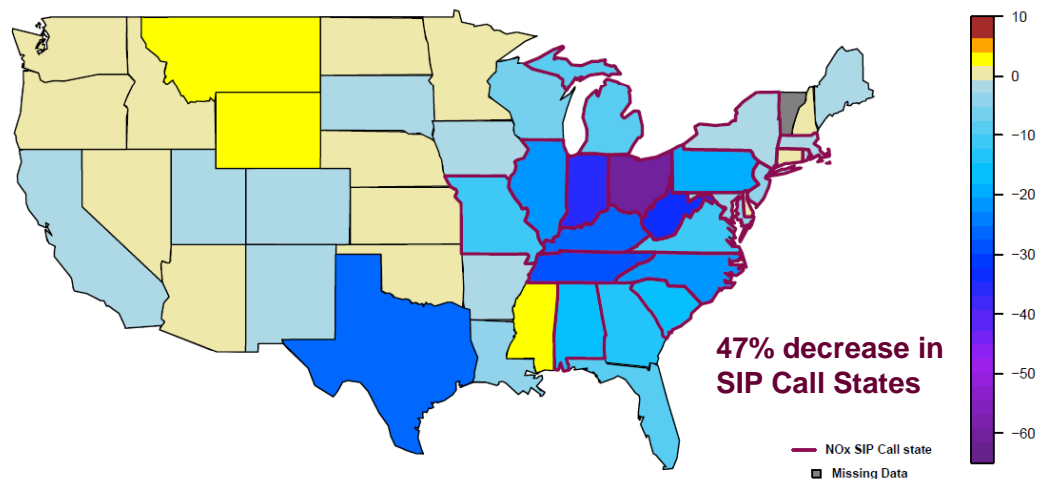 10
0
−10
−20
−30
−40
−50
−60
47% decrease in
SIP Call States
NOx SIP Call state
Missing Data